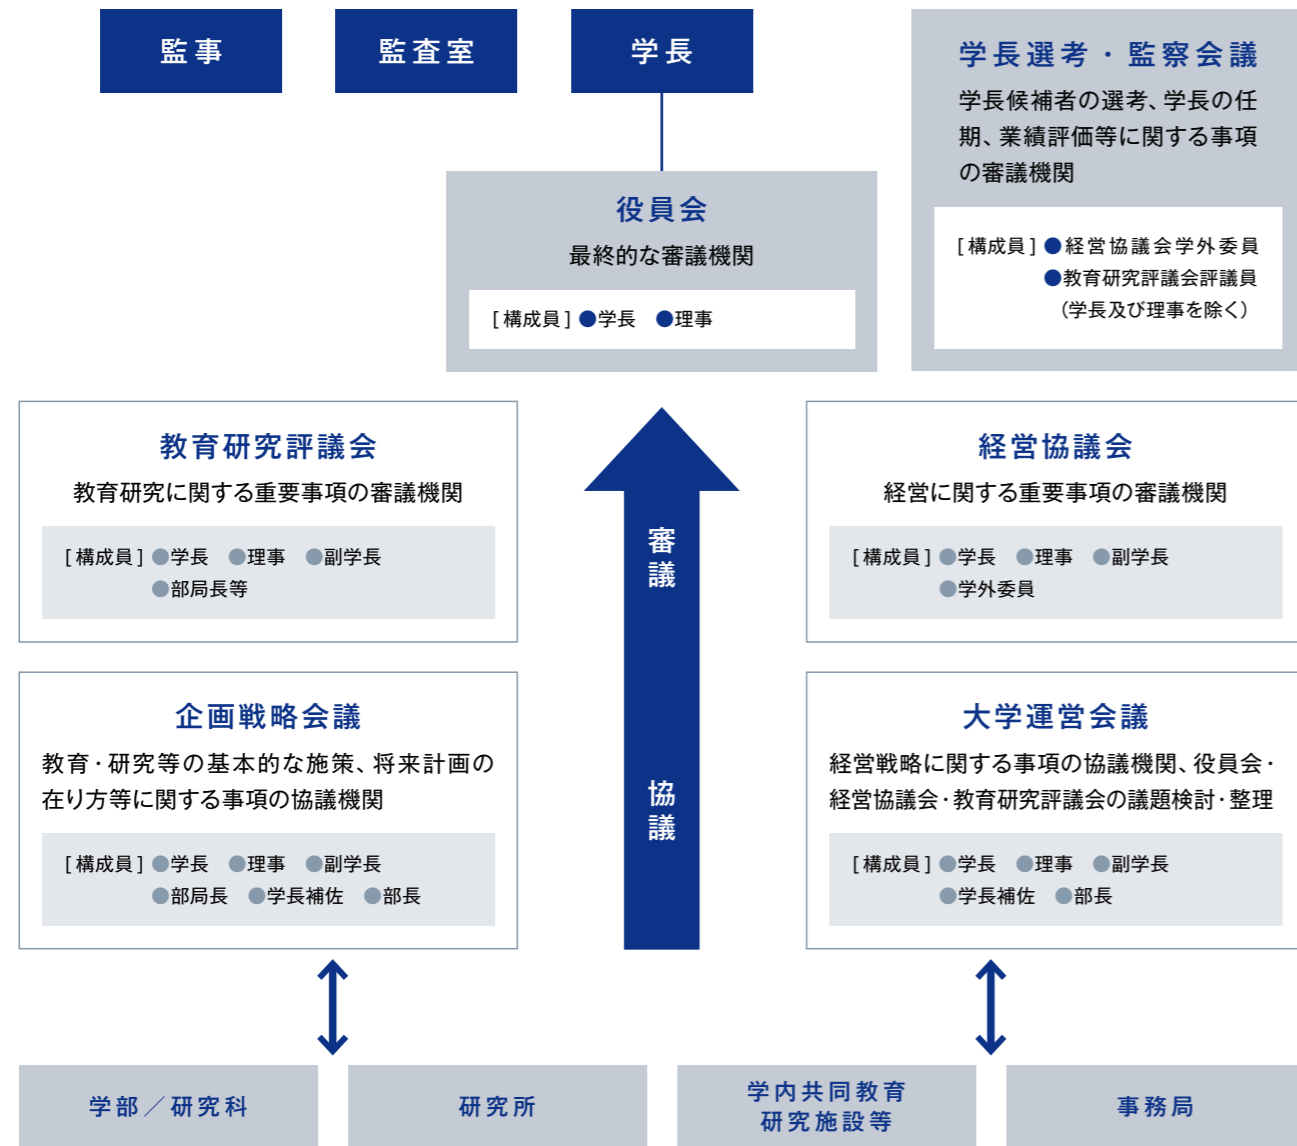 監事
監査室
学長
学長選考・監察会議
学長候補者の選考、学長の任
期、業績評価等に関する事項
の審議機関
[構成員] ●経営協議会学外委員
●教育研究評議会評議員
(学長及び理事を除く)
役員会
最終的な審議機関
[構成員] ●学長 ●理事
教育研究評議会
教育研究に関する重要事項の審議機関
[構成員] ●学長 ●理事 ●副学長
●部局長等
経営協議会
経営に関する重要事項の審議機関
[構成員] ●学長 ●理事 ●副学長
●学外委員
審議
協議
企画戦略会議
教育・研究等の基本的な施策、将来計画の
在り方等に関する事項の協議機関
[構成員] ●学長 ●理事 ●副学長
●部局長 ●学長補佐 ●部長
大学運営会議
経営戦略に関する事項の協議機関、役員会・
経営協議会・教育研究評議会の議題検討・整理
[構成員] ●学長 ●理事 ●副学長
●学長補佐 ●部長
学部／研究科
研究所
学内共同教育
研究施設等
事務局